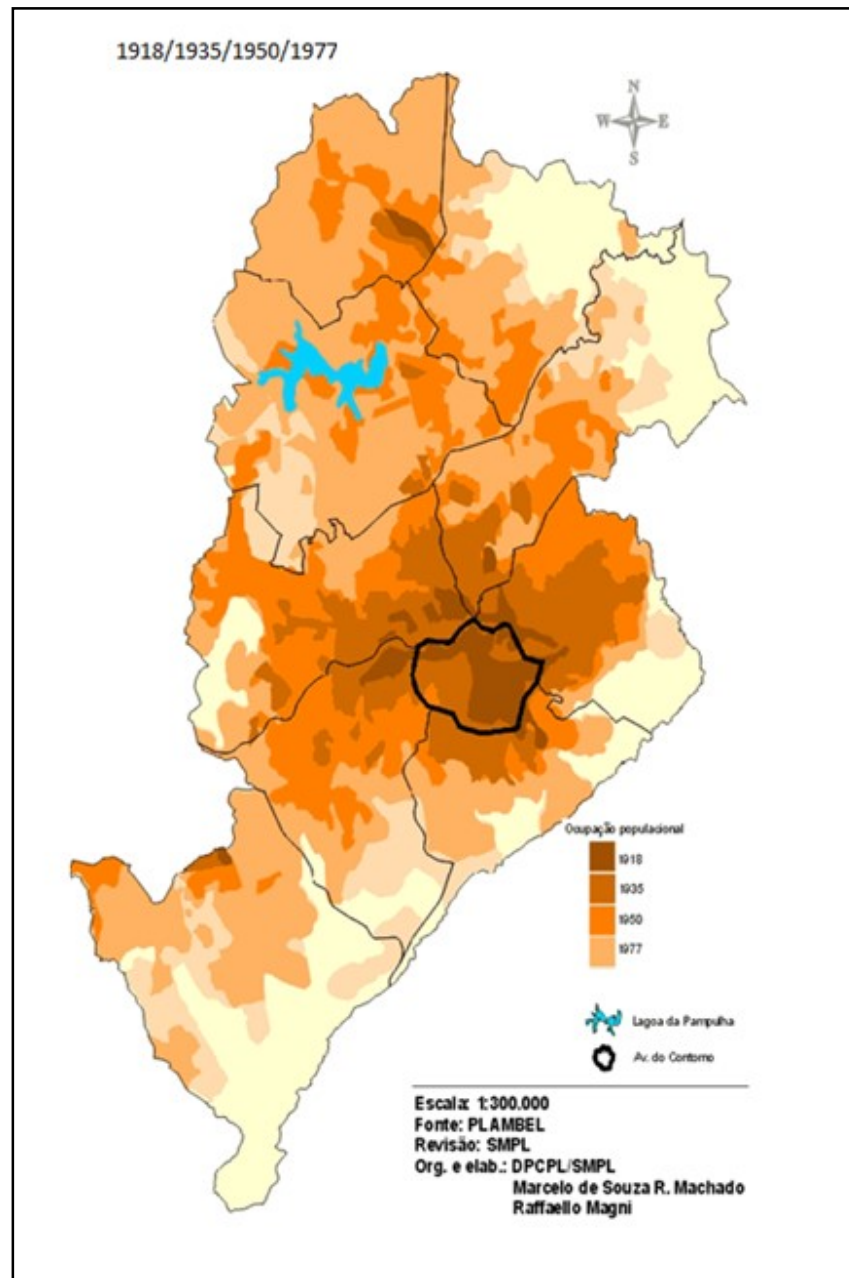 1918/1935/1950/1977
N
W E
S
Ocupação populacional
1918
1935
1950
1977
Lagoa da Pampulha
Av. do Contorno
Escala: 1:300.000
Fonte: PLAMBEL
Revisão: SMPL
Org. e elab.: DPCPL/SMPL
Marcelo de Souza R. Machado
Raffaello Magni